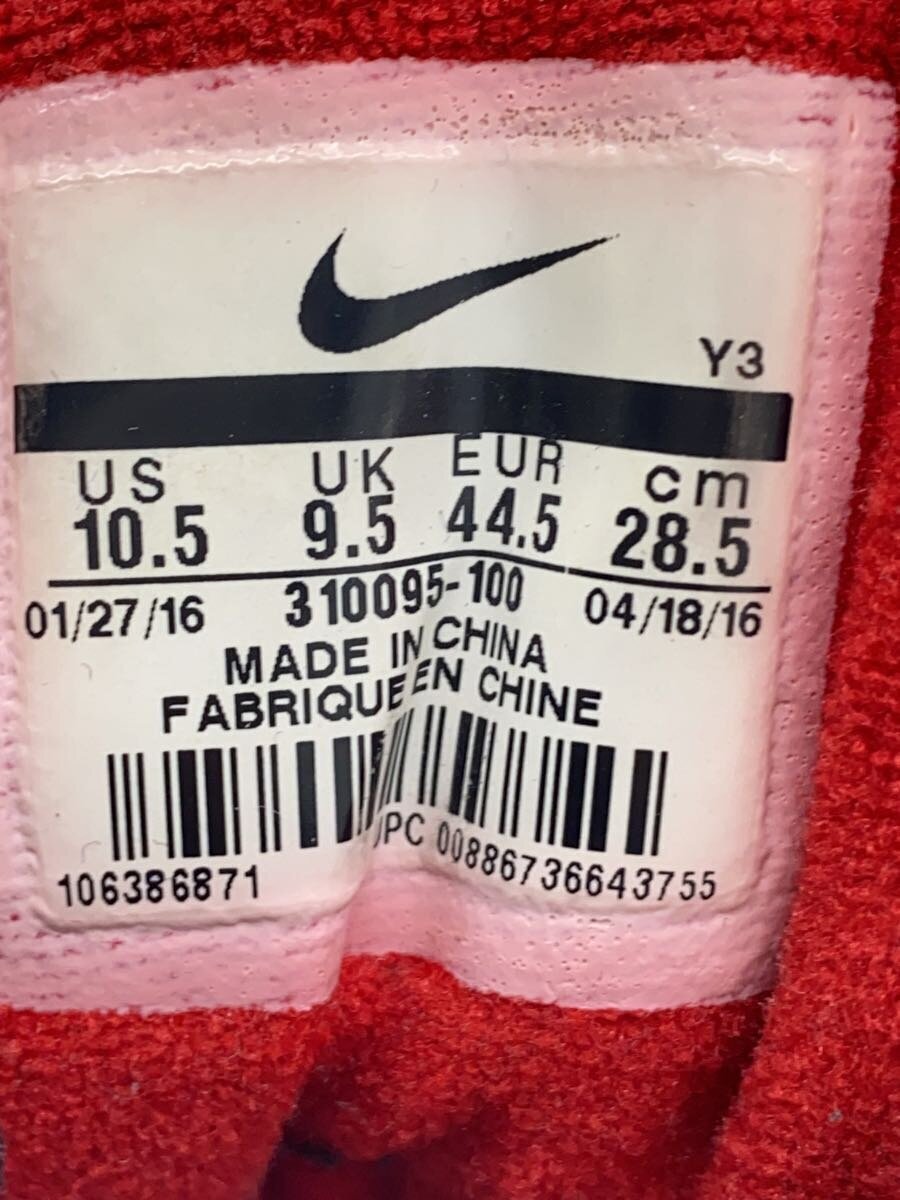 Y3
US UK EUR cm
10.5 9.5 44.5 28.5
01/27/16 310095-100 04/18/16
MADE IN CHINA
FABRIQUE EN CHINE
106386871 UPC 00886736643755